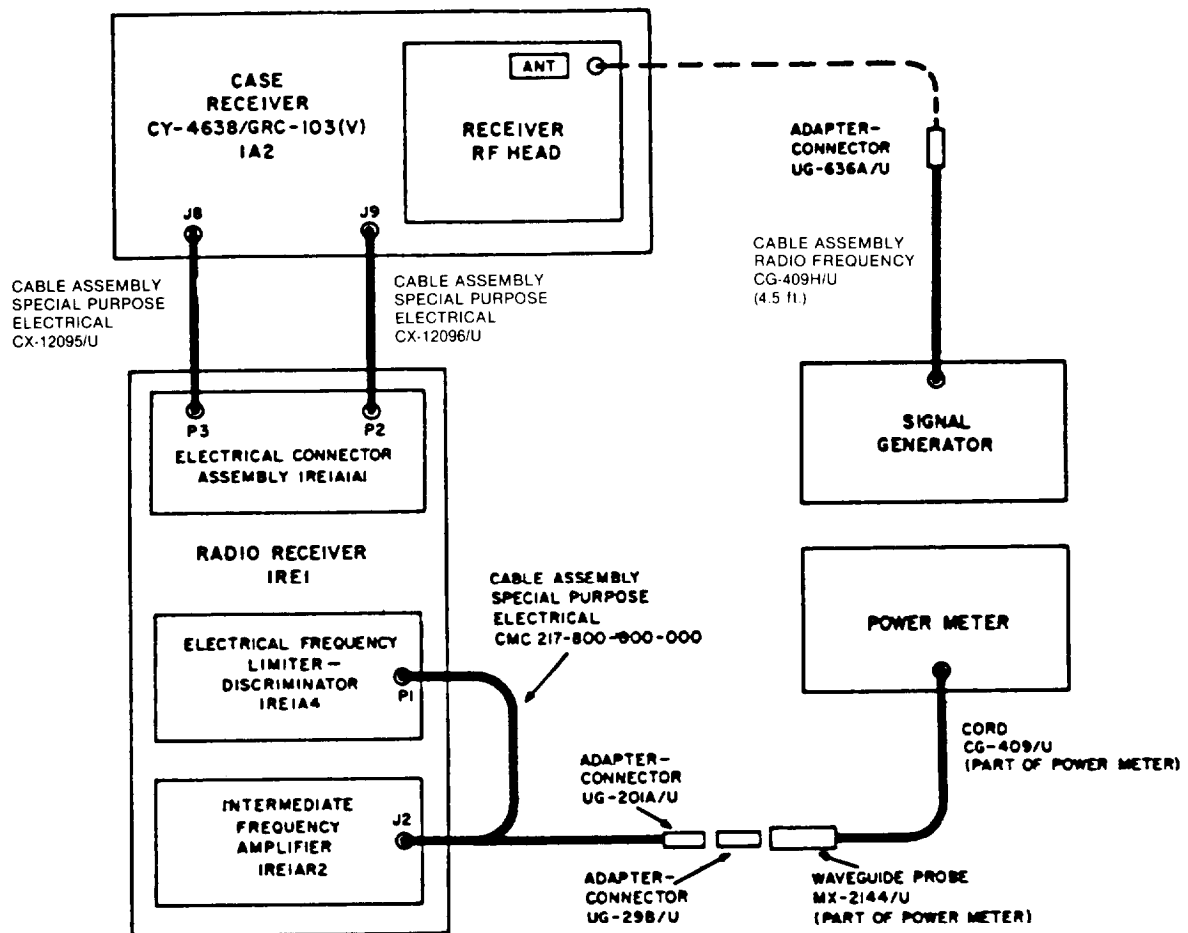 CASE
RECEIVER
CY-4638/GRC-103(V)
1A2
ANT
RECEIVER
RF HEAD
J8
J9
ADAPTER-
CONNECTOR
UG-636A/U
CABLE ASSEMBLY
SPECIAL PURPOSE
ELECTRICAL
CX-12095/U
CABLE ASSEMBLY
SPECIAL PURPOSE
ELECTRICAL
CX-12096/U
CABLE ASSEMBLY
RADIO FREQUENCY
CG-409H/U
(4.5 ft.)
P3
P2
ELECTRICAL CONNECTOR
ASSEMBLY 1RE1A1A1
SIGNAL
GENERATOR
RADIO RECEIVER
1RE1
CABLE ASSEMBLY
SPECIAL PURPOSE
ELECTRICAL
CMC 217-800-000-000
ELECTRICAL FREQUENCY
LIMITER-
DISCRIMINATOR
1RE1A4
P1
POWER METER
CORD
CG-409/U
(PART OF POWER METER)
INTERMEDIATE
FREQUENCY
AMPLIFIER
1RE1AR2
J2
ADAPTER-
CONNECTOR
UG-201A/U
ADAPTER-
CONNECTOR
UG-29B/U
WAVEGUIDE PROBE
MX-2144/U
(PART OF POWER METER)